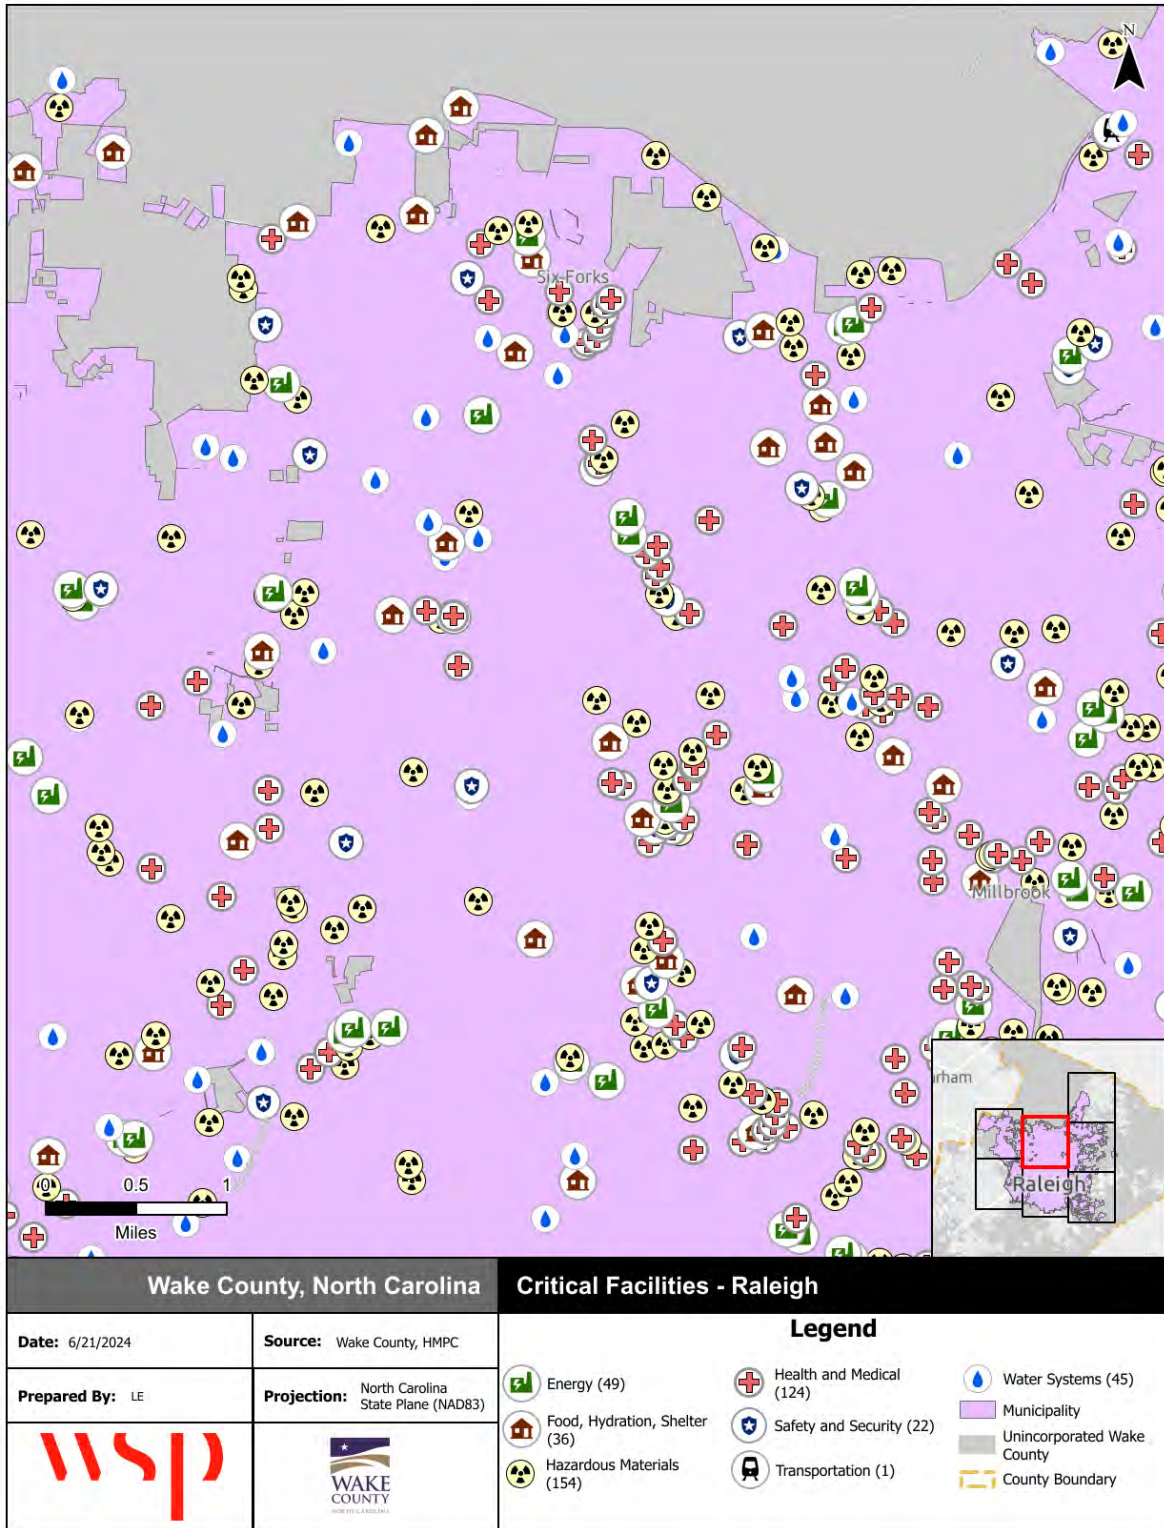 N
Six Forks
Millbrook
rham
Raleigh
0 0.5 1
Miles
Wake County, North Carolina
Critical Facilities - Raleigh
Date: 6/21/2024
Source: Wake County, HMPC
Prepared By: LE
Projection: North Carolina
State Plane (NAD83)
wsp
WAKE
COUNTY
NORTH CAROLINA
Legend
Energy (49)
Food, Hydration, Shelter
(36)
Hazardous Materials
(154)
Health and Medical
(124)
Safety and Security (22)
Transportation (1)
Water Systems (45)
Municipality
Unincorporated Wake
County
County Boundary